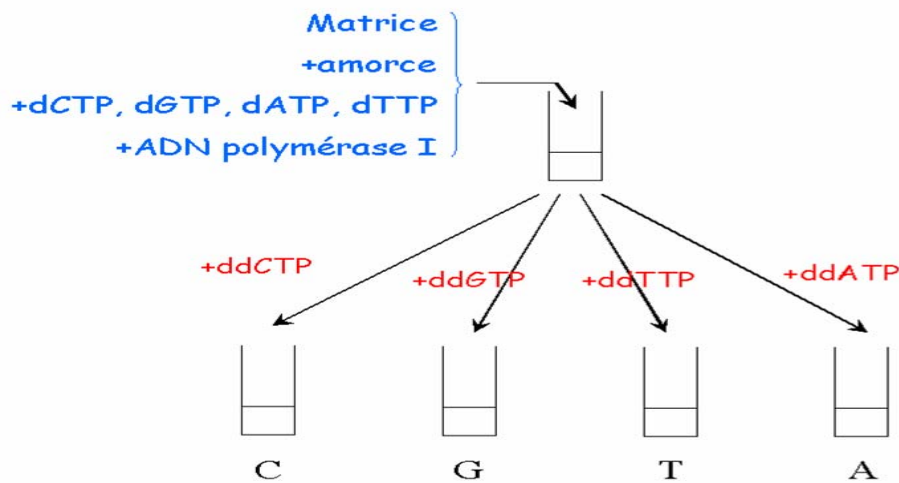 Matrice
+amorce
+dCTP, dGTP, dATP, dTTP
+ADN polymérase I
+ddCTP
+ddGTP
+ddTTP
+ddATP
C
G
T
A